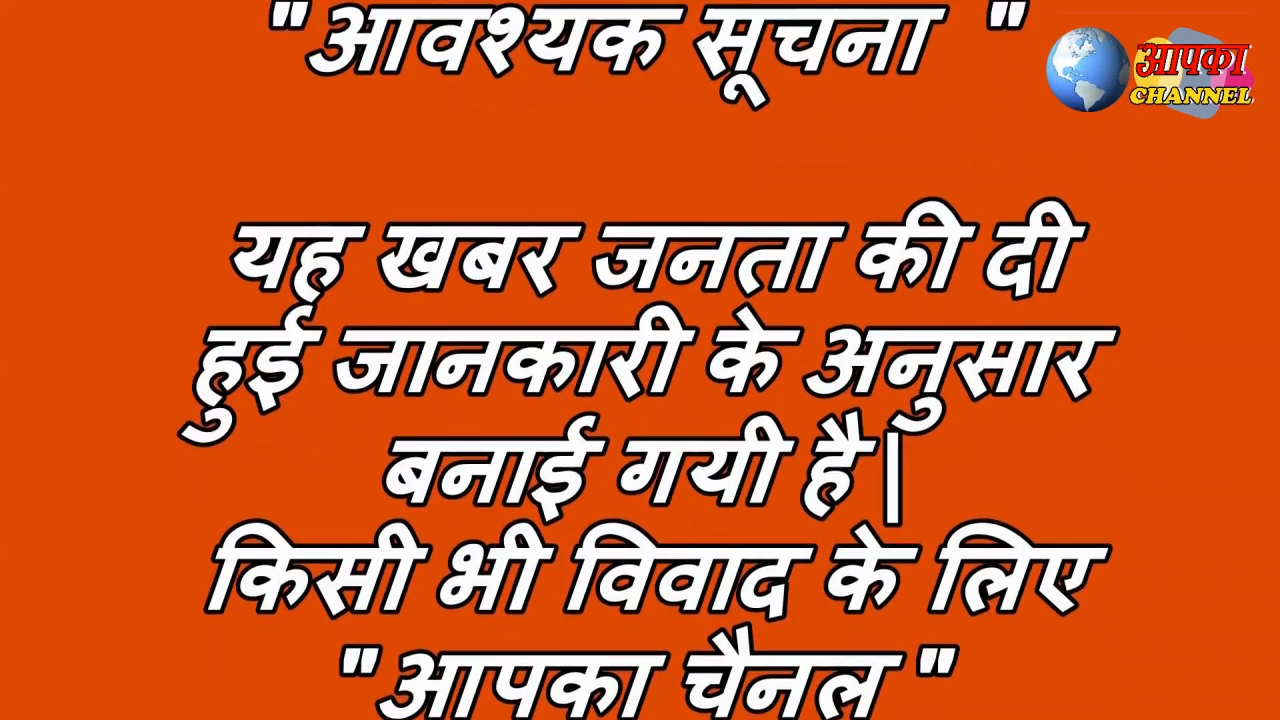 "आवश्यक सूचना "
आपका
CHANNEL
यह खबर जनता की दी
हुई जानकारी के अनुसार
बनाई गयी है|
किसी भी विवाद के लिए
"आपका चैनल"